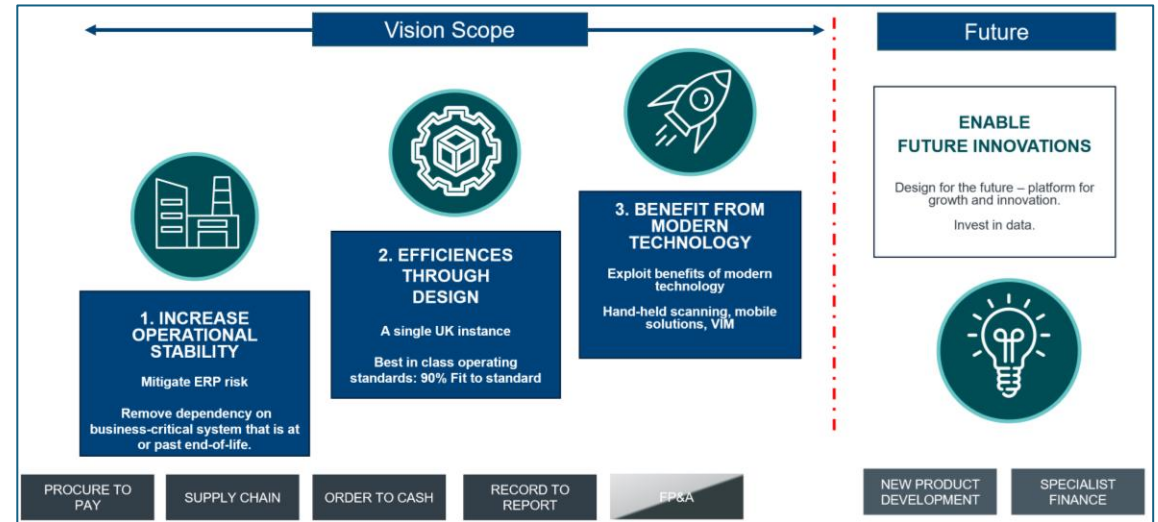 Vision Scope
Future
1. INCREASE
OPERATIONAL
STABILITY
Mitigate ERP risk
Remove dependency on
business-critical system that is at
or past end-of-life.
2. EFFICIENCES
THROUGH
DESIGN
A single UK instance
Best in class operating
standards: 90% Fit to standard
3. BENEFIT FROM
MODERN
TECHNOLOGY
Exploit benefits of modern
technology
Hand-held scanning, mobile
solutions, VIM
ENABLE
FUTURE INNOVATIONS
Design for the future – platform for
growth and innovation.
Invest in data.
PROCURE TO
PAY
SUPPLY CHAIN
ORDER TO CASH
RECORD TO
REPORT
FP&A
NEW PRODUCT
DEVELOPMENT
SPECIALIST
FINANCE